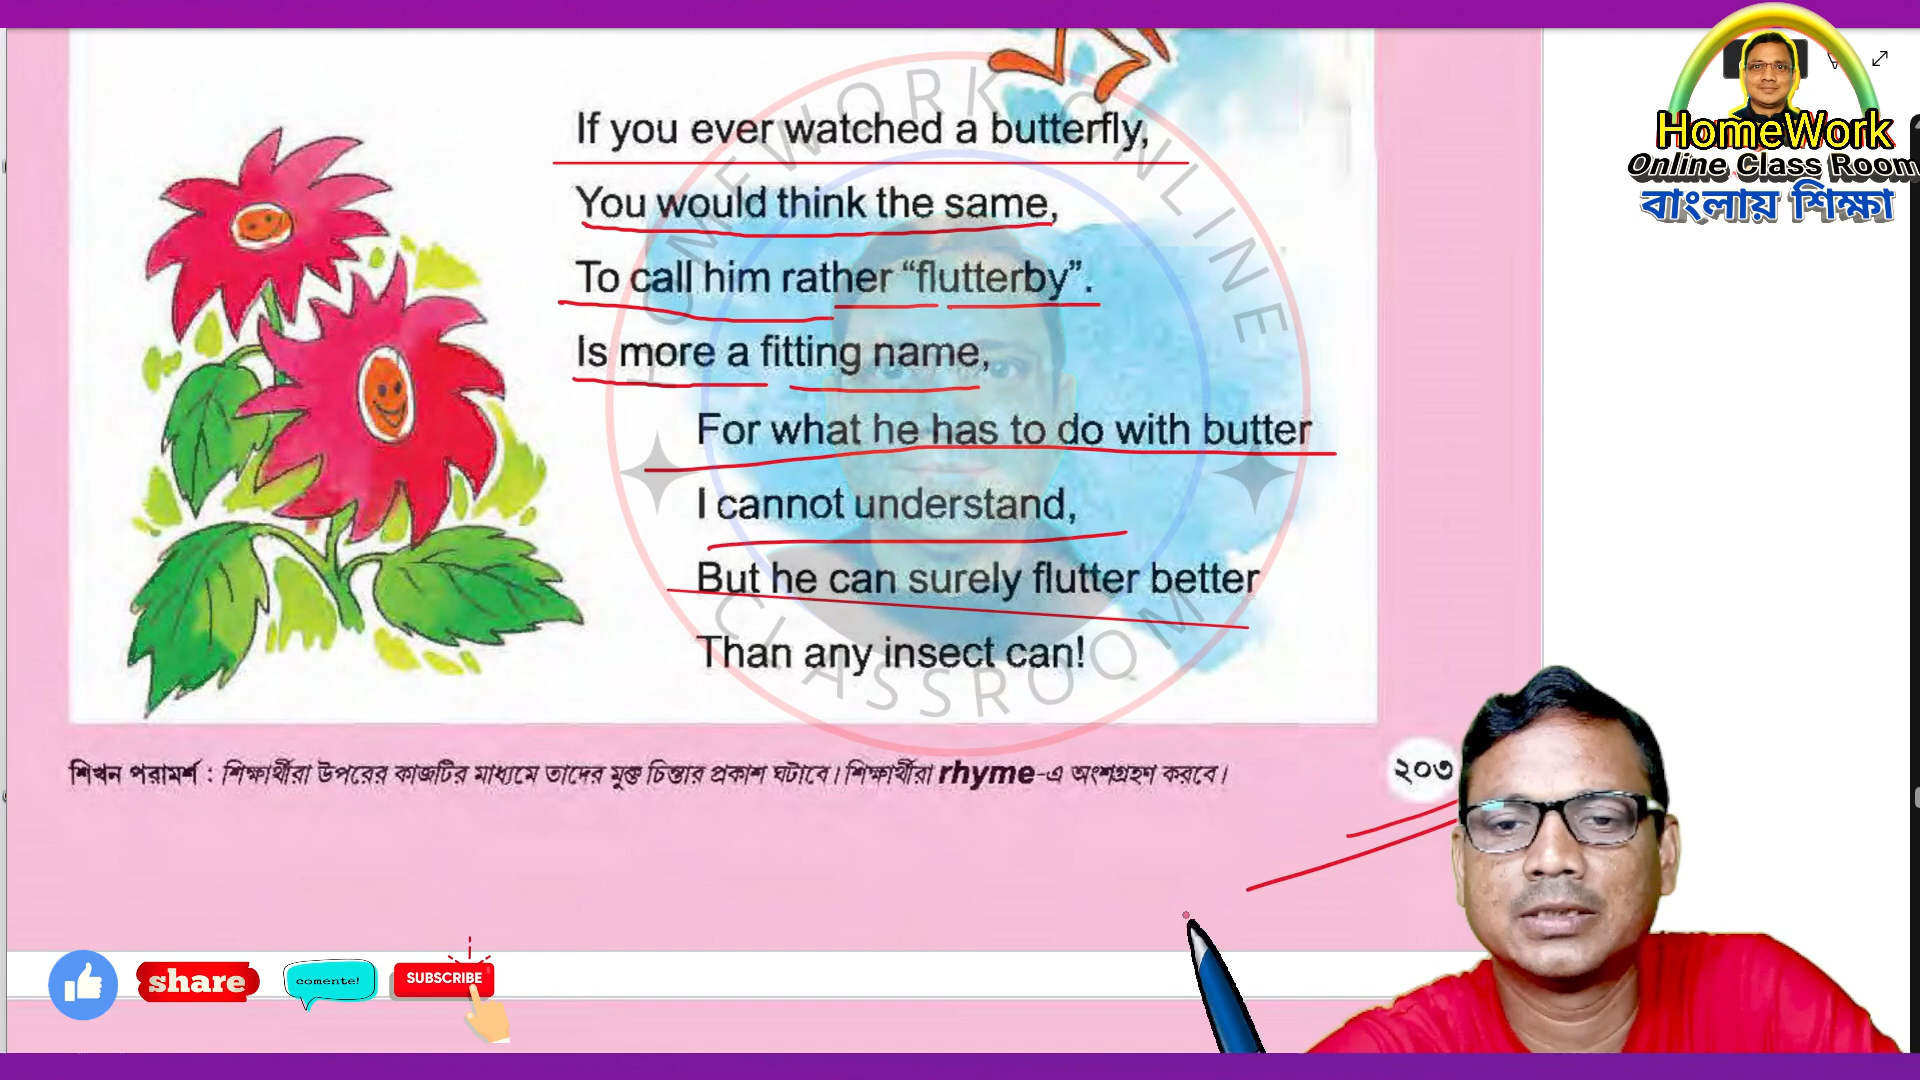 If you ever watched a butterfly,
You would think the same,
To call him rather “flutterby”.
Is more a fitting name,
For what he has to do with butter
I cannot understand,
But he can surely flutter better
Than any insect can!
শিখন পরামর্শ : শিক্ষার্থীরা উপরের কাজটির মাধ্যমে তাদের মুক্ত চিন্তার প্রকাশ ঘটাবে। শিক্ষার্থীরা rhyme-এ অংশগ্রহণ করবে।
২০৩
HomeWork
Online Class Room
বাংলায় শিক্ষা
HOMEWORK ONLINE
CLASSROOM
share
comente!
SUBSCRIBE